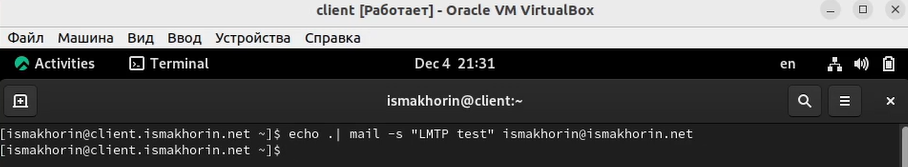 client [Работает] - Oracle VM VirtualBox
Файл Машина Вид Ввод Устройства Справка
Activities Terminal Dec 4 21:31 en
ismakhorin@client:~
[ismakhorin@client.ismakhorin.net ~]$ echo .| mail -s "LMTP test" ismakhorin@ismakhorin.net
[ismakhorin@client.ismakhorin.net ~]$